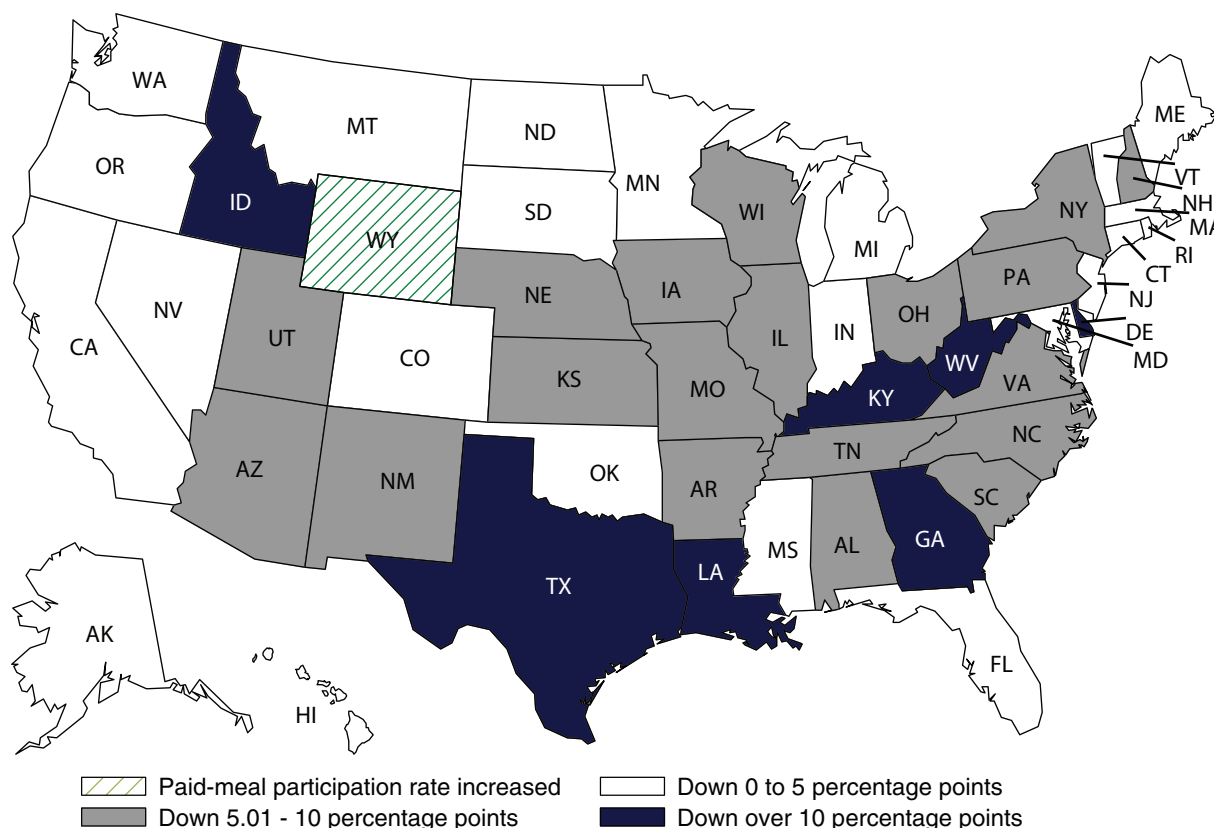 WA
MT
ND
MN
ME
OR
ID
WY
SD
WI
MI
NY
VT
NH
MA
RI
CT
NJ
DE
MD
PA
NV
UT
CO
NE
IA
IL
IN
OH
WV
VA
CA
KS
MO
KY
AZ
NM
OK
AR
TN
NC
SC
TX
LA
MS
AL
GA
FL
AK
HI
Paid-meal participation rate increased
Down 0 to 5 percentage points
Down 5.01 - 10 percentage points
Down over 10 percentage points